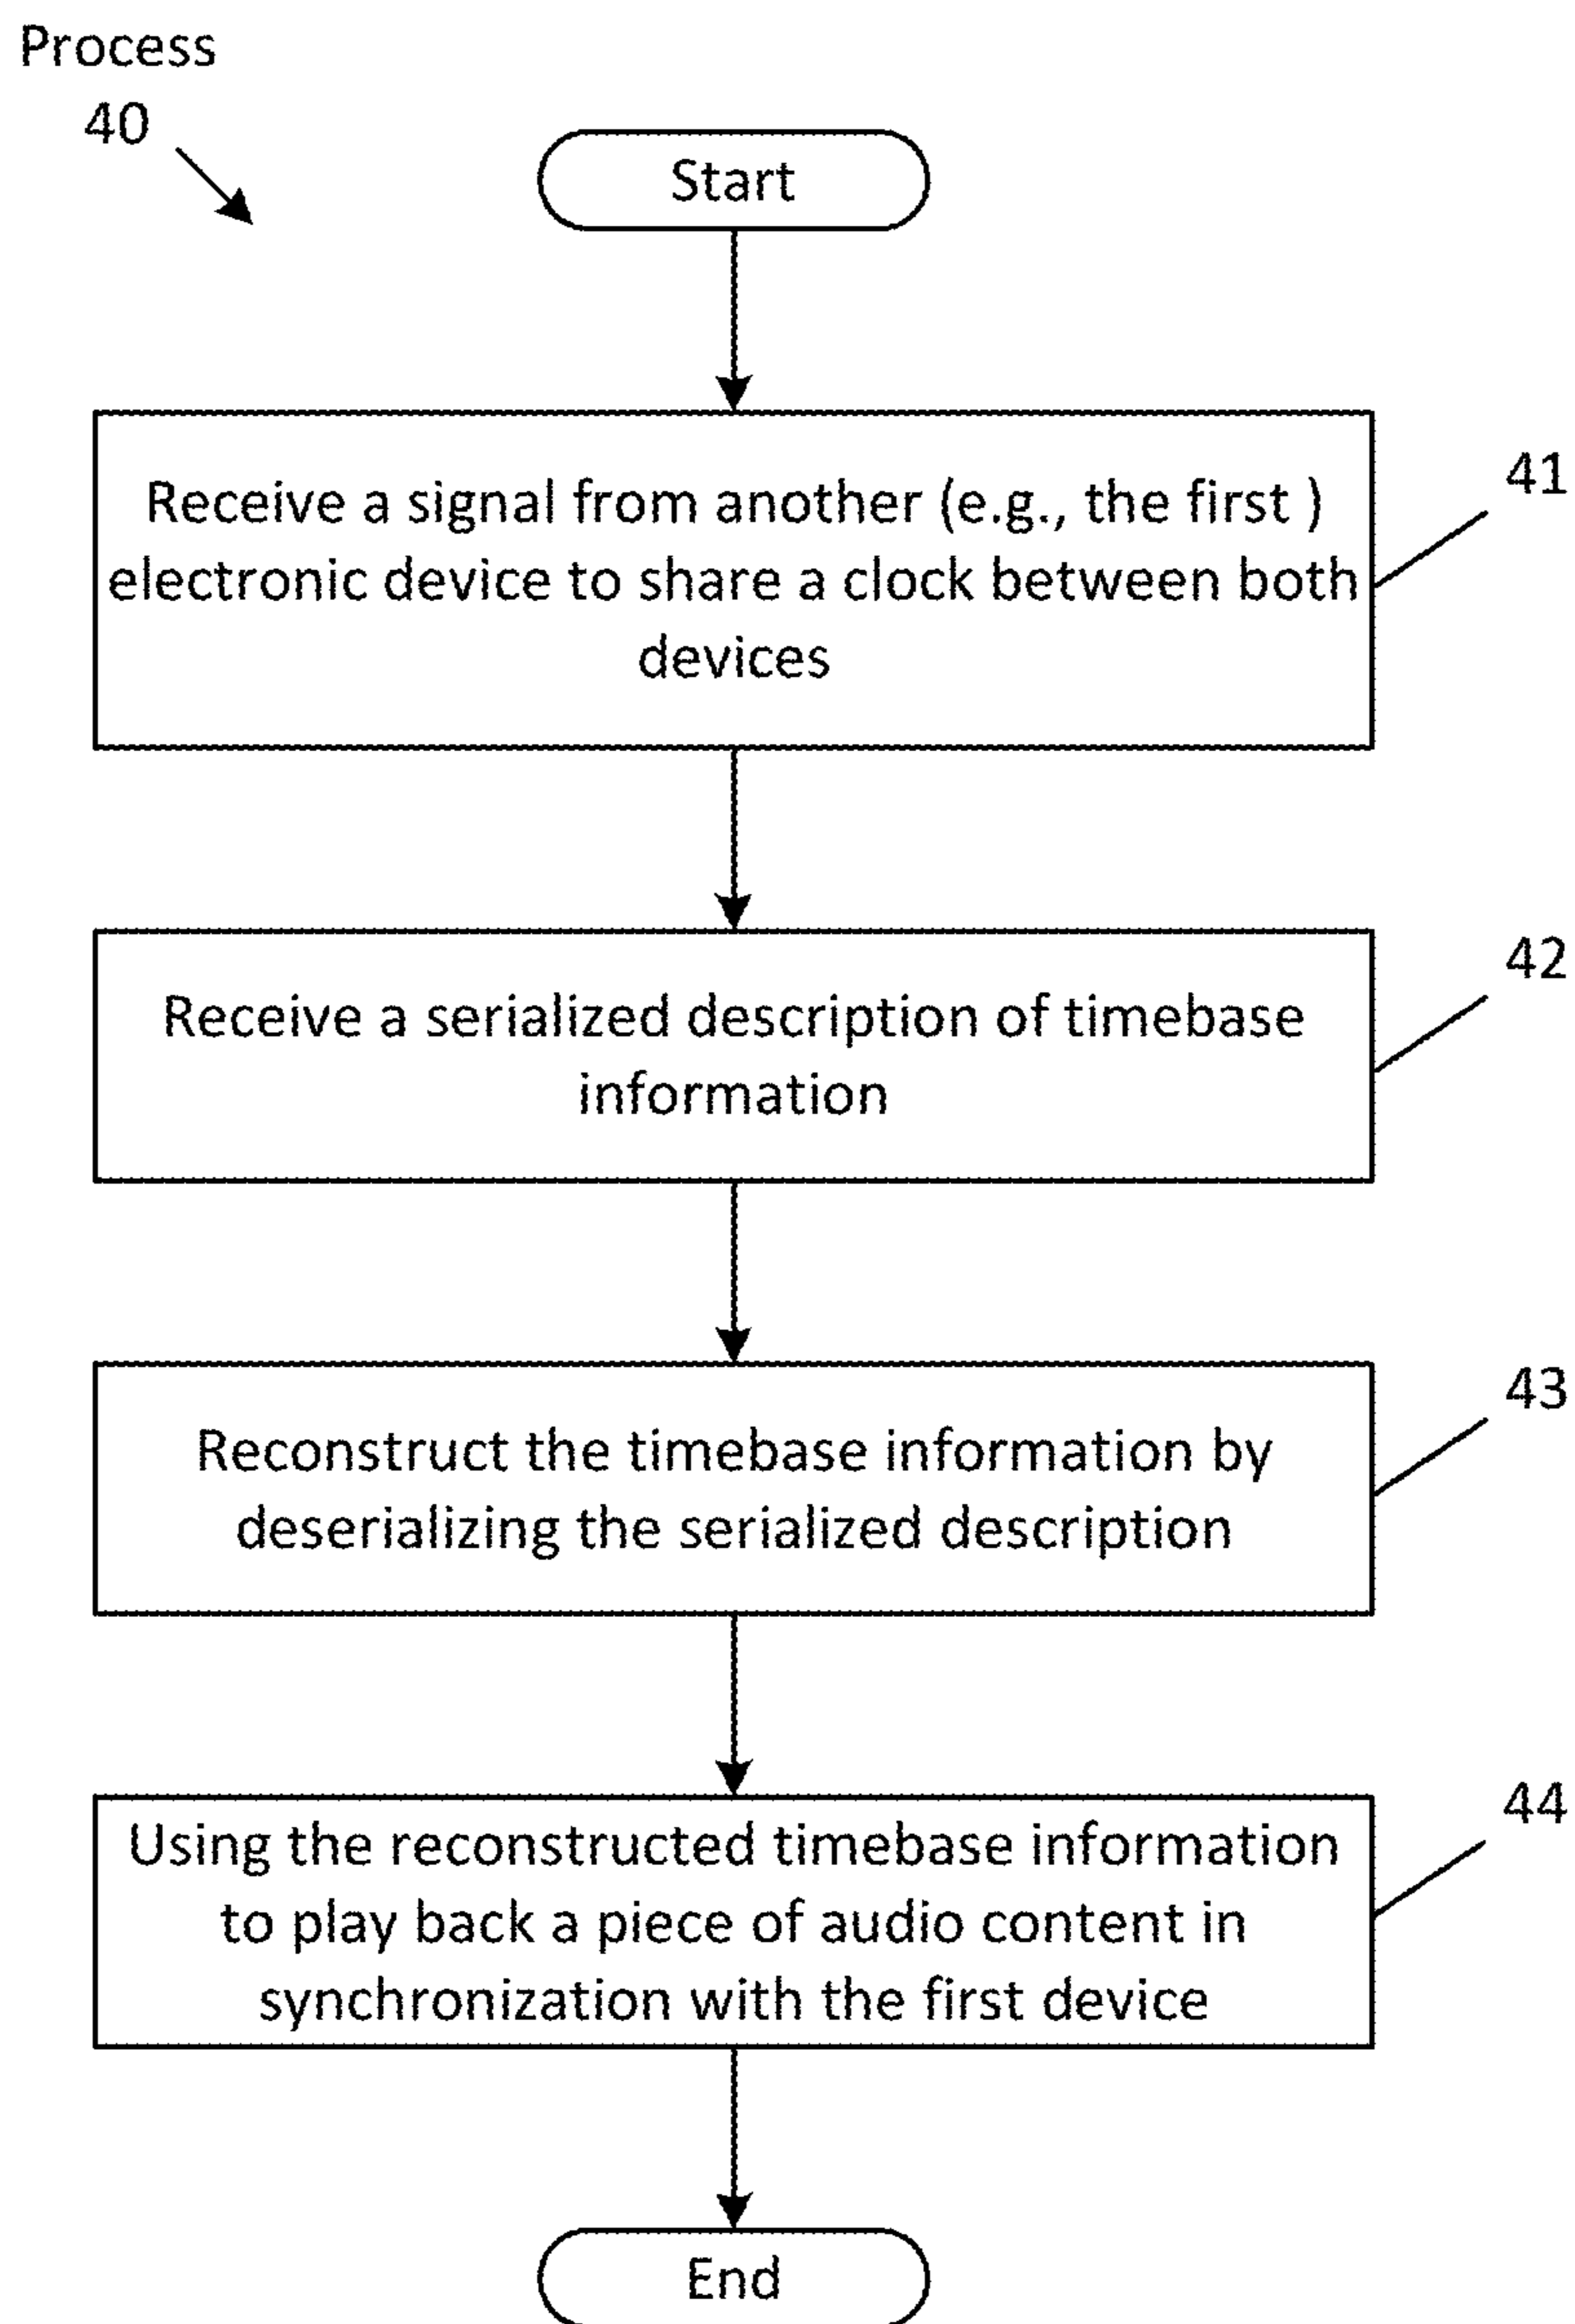 Process
40
Start
Receive a signal from another (e.g., the first )
electronic device to share a clock between both
devices
41
Receive a serialized description of timebase
information
42
Reconstruct the timebase information by
deserializing the serialized description
43
Using the reconstructed timebase information
to play back a piece of audio content in
synchronization with the first device
44
End